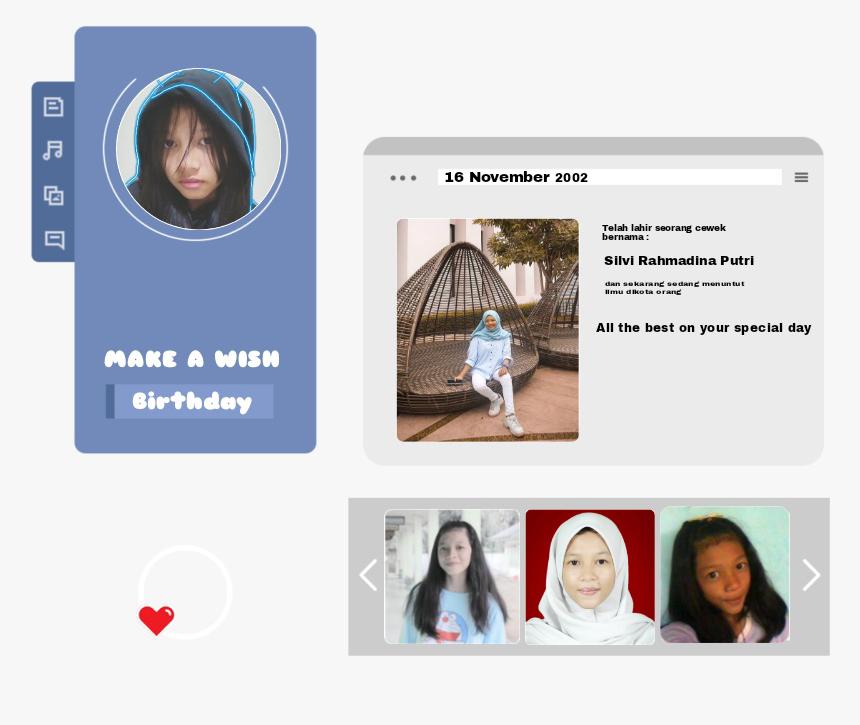 MAKE A WISH
Birthday
16 November 2002
Telah lahir seorang cewek
bernama :
Silvi Rahmadina Putri
dan sekarang sedang menuntut
ilmu dikota orang
All the best on your special day